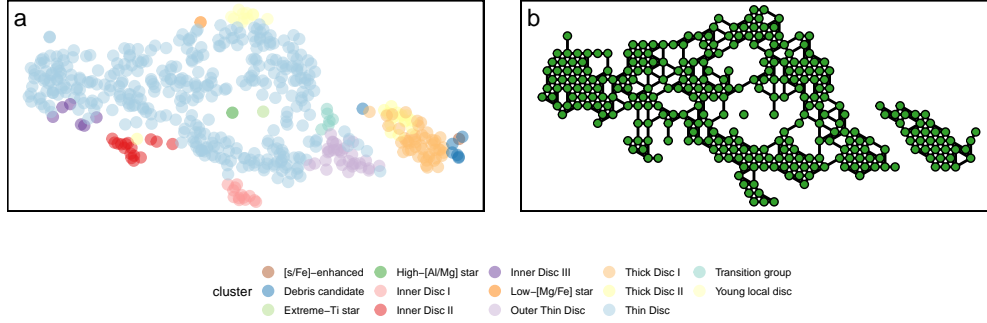 a
b
cluster
[s/Fe]−enhanced
Debris candidate
Extreme−Ti star
High−[Al/Mg] star
Inner Disc I
Inner Disc II
Inner Disc III
Low−[Mg/Fe] star
Outer Thin Disc
Thick Disc I
Thick Disc II
Thin Disc
Transition group
Young local disc